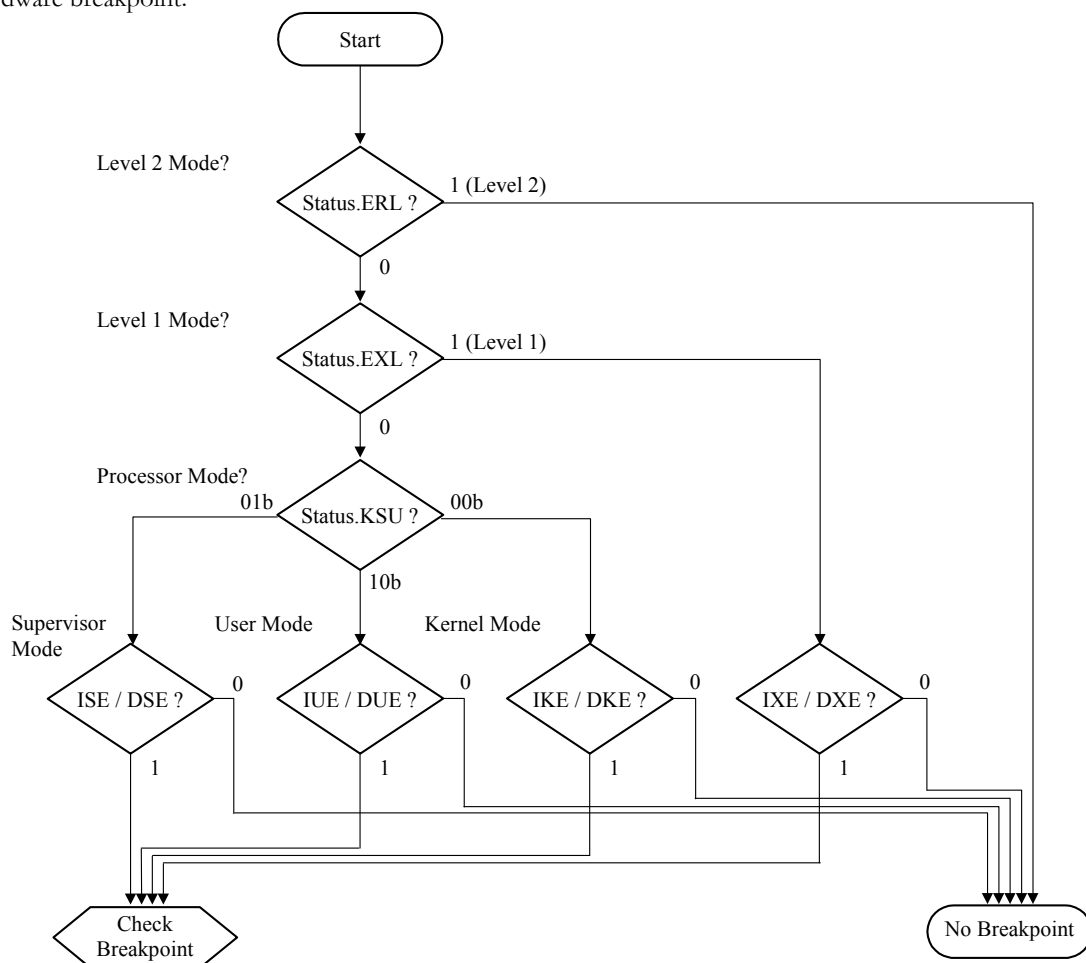 dware breakpoint.
Start
Level 2 Mode?
1 (Level 2)
Status.ERL ?
0
Level 1 Mode?
1 (Level 1)
Status.EXL ?
0
Processor Mode?
01b
00b
Status.KSU ?
10b
Supervisor
Mode
User Mode
Kernel Mode
0
0
0
0
ISE / DSE ?
IUE / DUE ?
IKE / DKE ?
IXE / DXE ?
1
1
1
1
Check
Breakpoint
No Breakpoint